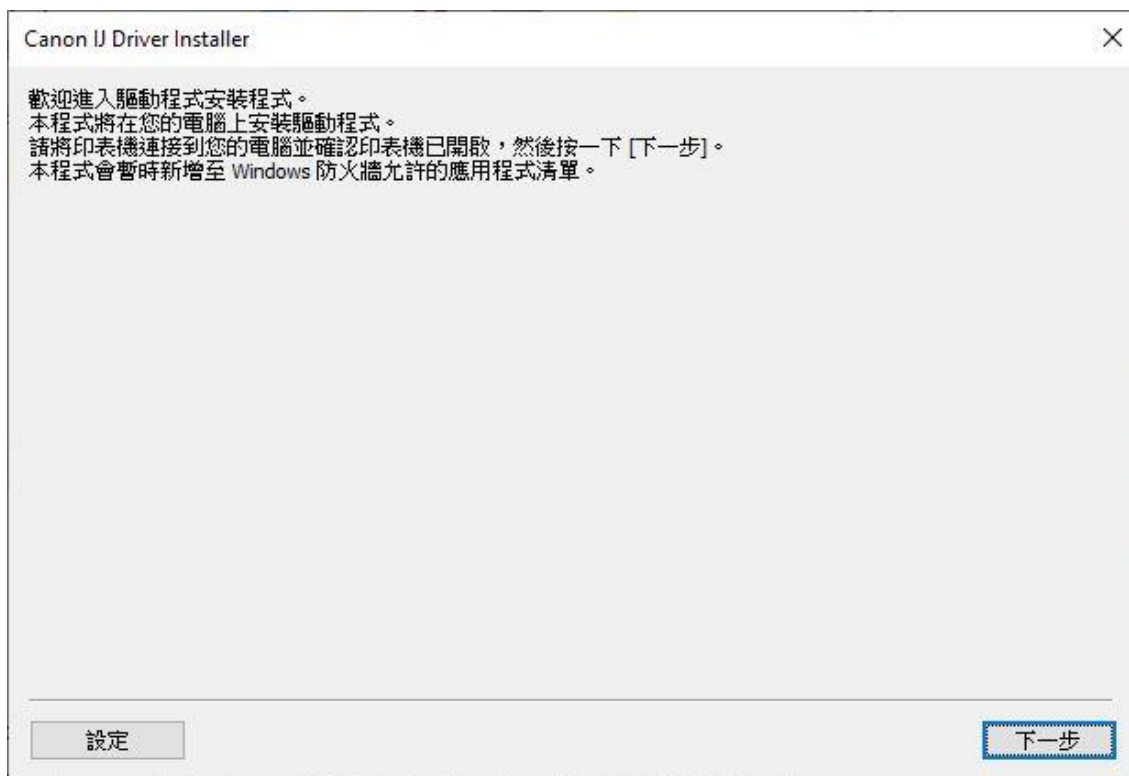 Canon IJ Driver Installer
歡迎進入驅動程式安裝程式。
本程式將在您的電腦上安裝驅動程式。
請將印表機連接到您的電腦並確認印表機已開啟，然後按一下 [下一步]。
本程式會暫時新增至 Windows 防火牆允許的應用程式清單。
設定
下一步